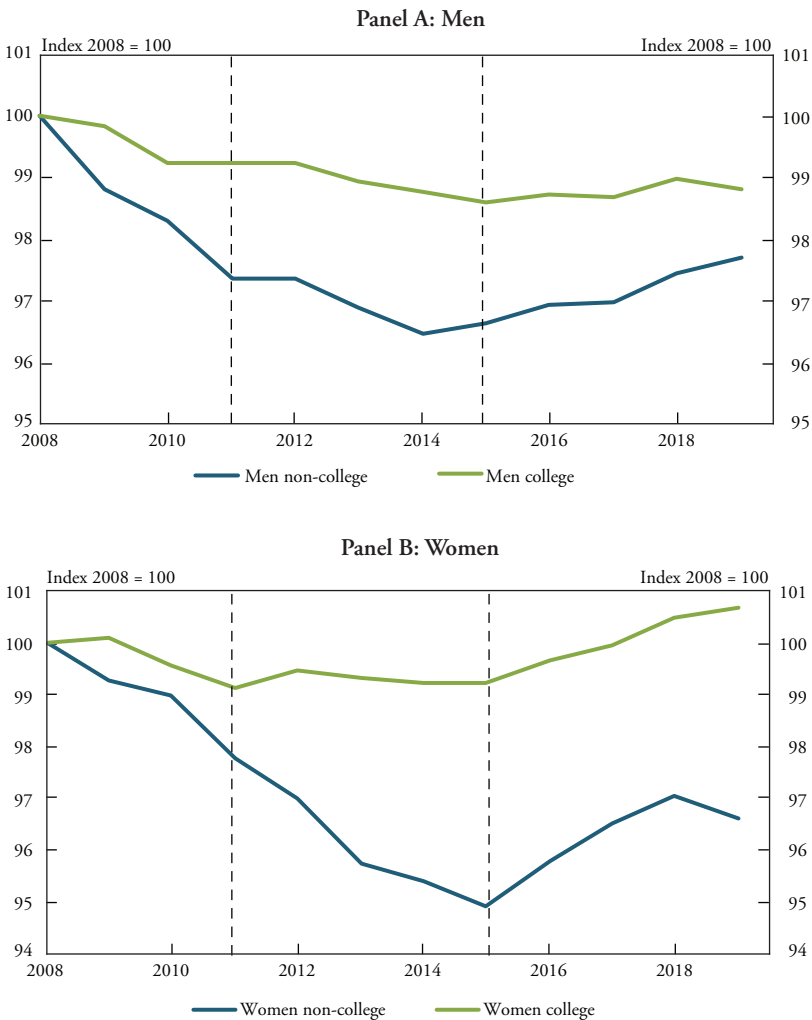 Panel A: Men
Index 2008 = 100 Index 2008 = 100
101 101
100 100
99 99
98 98
97 97
96 96
95 95
2008 2010 2012 2014 2016 2018
Men non-college Men college
Panel B: Women
Index 2008 = 100 Index 2008 = 100
101 101
100 100
99 99
98 98
97 97
96 96
95 95
94 94
2008 2010 2012 2014 2016 2018
Women non-college Women college